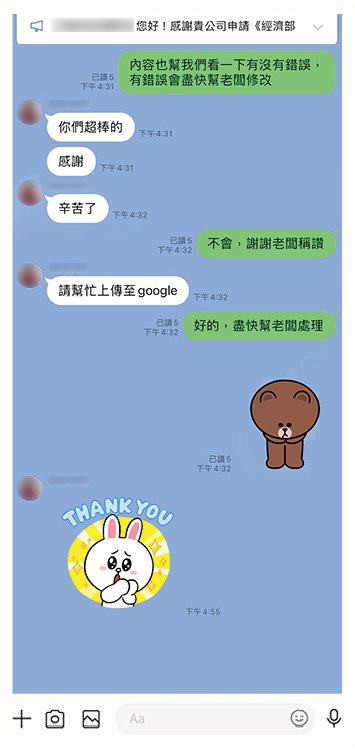 您好！感謝貴公司申請《經濟部
內容也幫我們看一下有沒有錯誤，
有錯誤會盡快幫老闆修改
已讀5
下午4:31
你們超棒的
下午4:31
感謝
下午4:31
辛苦了
下午4:32
不會，謝謝老闆稱讚
已讀5
下午4:32
請幫忙上傳至google
下午4:32
好的，盡快幫老闆處理
已讀5
下午4:32
已讀5
下午4:32
THANK YOU
下午4:55
Aa